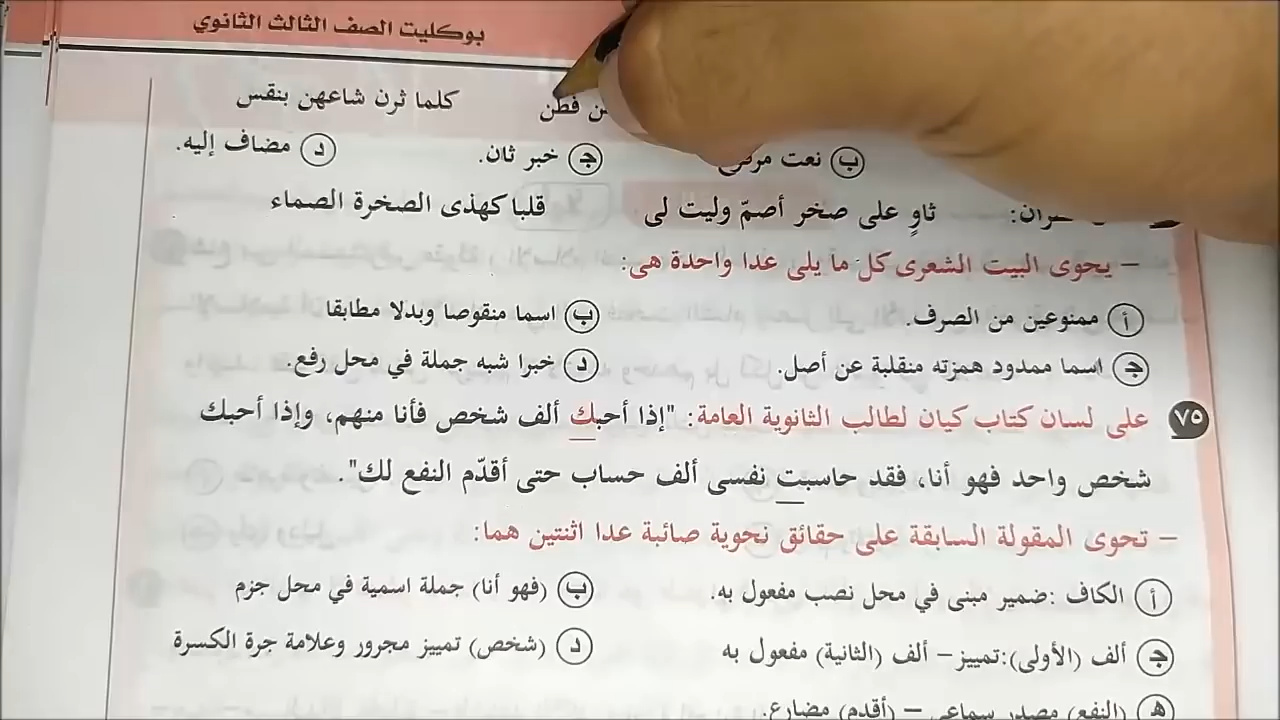 بوكليت الصف الثالث الثانوي
فطن كلما ثرن شاعهن بنقس
ب نعت ج خبر ثان. د مضاف إليه.
ثاوٍ على صخر أصمّ وليت لى قلبا كهذى الصخرة الصماء
– يحوى البيت الشعرى كل ما يلى عدا واحدة هى:
أ ممنوعين من الصرف. ب اسما منقوصا وبدلا مطابقا
ج اسما ممدود همزته منقلبة عن أصل. د خبرا شبه جملة في محل رفع.
٧٥ على لسان كتاب كيان لطالب الثانوية العامة: "إذا أحبك ألف شخص فأنا منهم، وإذا أحبك
شخص واحد فهو أنا، فقد حاسبت نفسى ألف حساب حتى أقدّم النفع لك".
– تحوى المقولة السابقة على حقائق نحوية صائبة عدا اثنتين هما:
أ الكاف :ضمير مبنى في محل نصب مفعول به. ب (فهو أنا) جملة اسمية في محل جزم
ج ألف (الأولى):تمييز– ألف (الثانية) مفعول به د (شخص) تمييز مجرور وعلامة جرة الكسرة
ه (النفع) مصدر سماعى – (أقدم) مضارع.